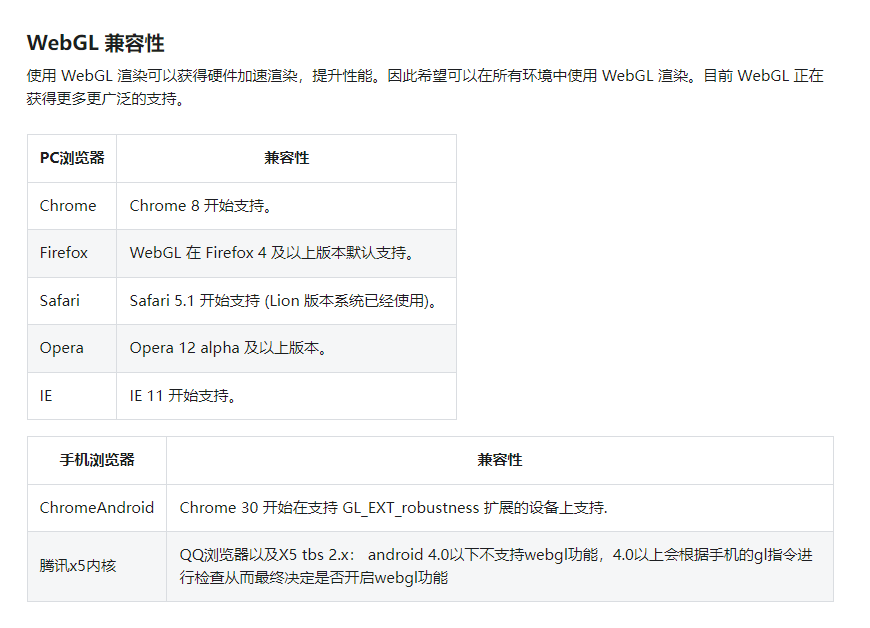 WebGL 兼容性
使用 WebGL 渲染可以获得硬件加速渲染，提升性能。因此希望可以在所有环境中使用 WebGL 渲染。目前 WebGL 正在
获得更多更广泛的支持。
PC浏览器 兼容性
Chrome Chrome 8 开始支持。
Firefox WebGL 在 Firefox 4 及以上版本默认支持。
Safari Safari 5.1 开始支持 (Lion 版本系统已经使用)。
Opera Opera 12 alpha 及以上版本。
IE IE 11 开始支持。
手机浏览器 兼容性
ChromeAndroid Chrome 30 开始在支持 GL_EXT_robustness 扩展的设备上支持.
腾讯x5内核 QQ浏览器以及X5 tbs 2.x： android 4.0以下不支持webgl功能，4.0以上会根据手机的gl指令进
行检查从而最终决定是否开启webgl功能